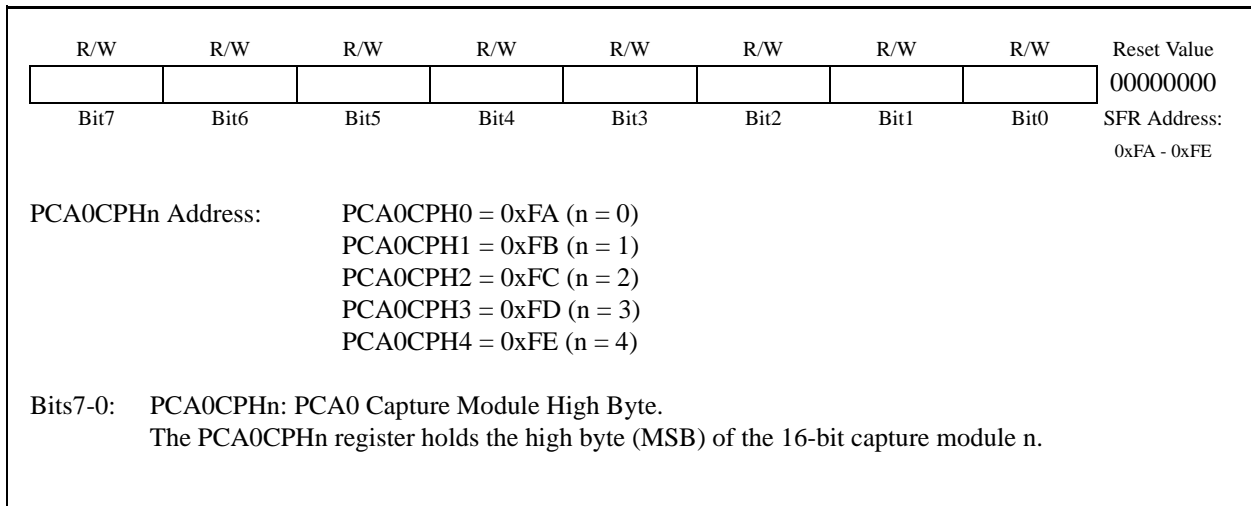 R/W R/W R/W R/W R/W R/W R/W R/W Reset Value
00000000
Bit7 Bit6 Bit5 Bit4 Bit3 Bit2 Bit1 Bit0 SFR Address:
0xFA - 0xFE
PCA0CPHn Address: PCA0CPH0 = 0xFA (n = 0)
PCA0CPH1 = 0xFB (n = 1)
PCA0CPH2 = 0xFC (n = 2)
PCA0CPH3 = 0xFD (n = 3)
PCA0CPH4 = 0xFE (n = 4)
Bits7-0: PCA0CPHn: PCA0 Capture Module High Byte.
The PCA0CPHn register holds the high byte (MSB) of the 16-bit capture module n.